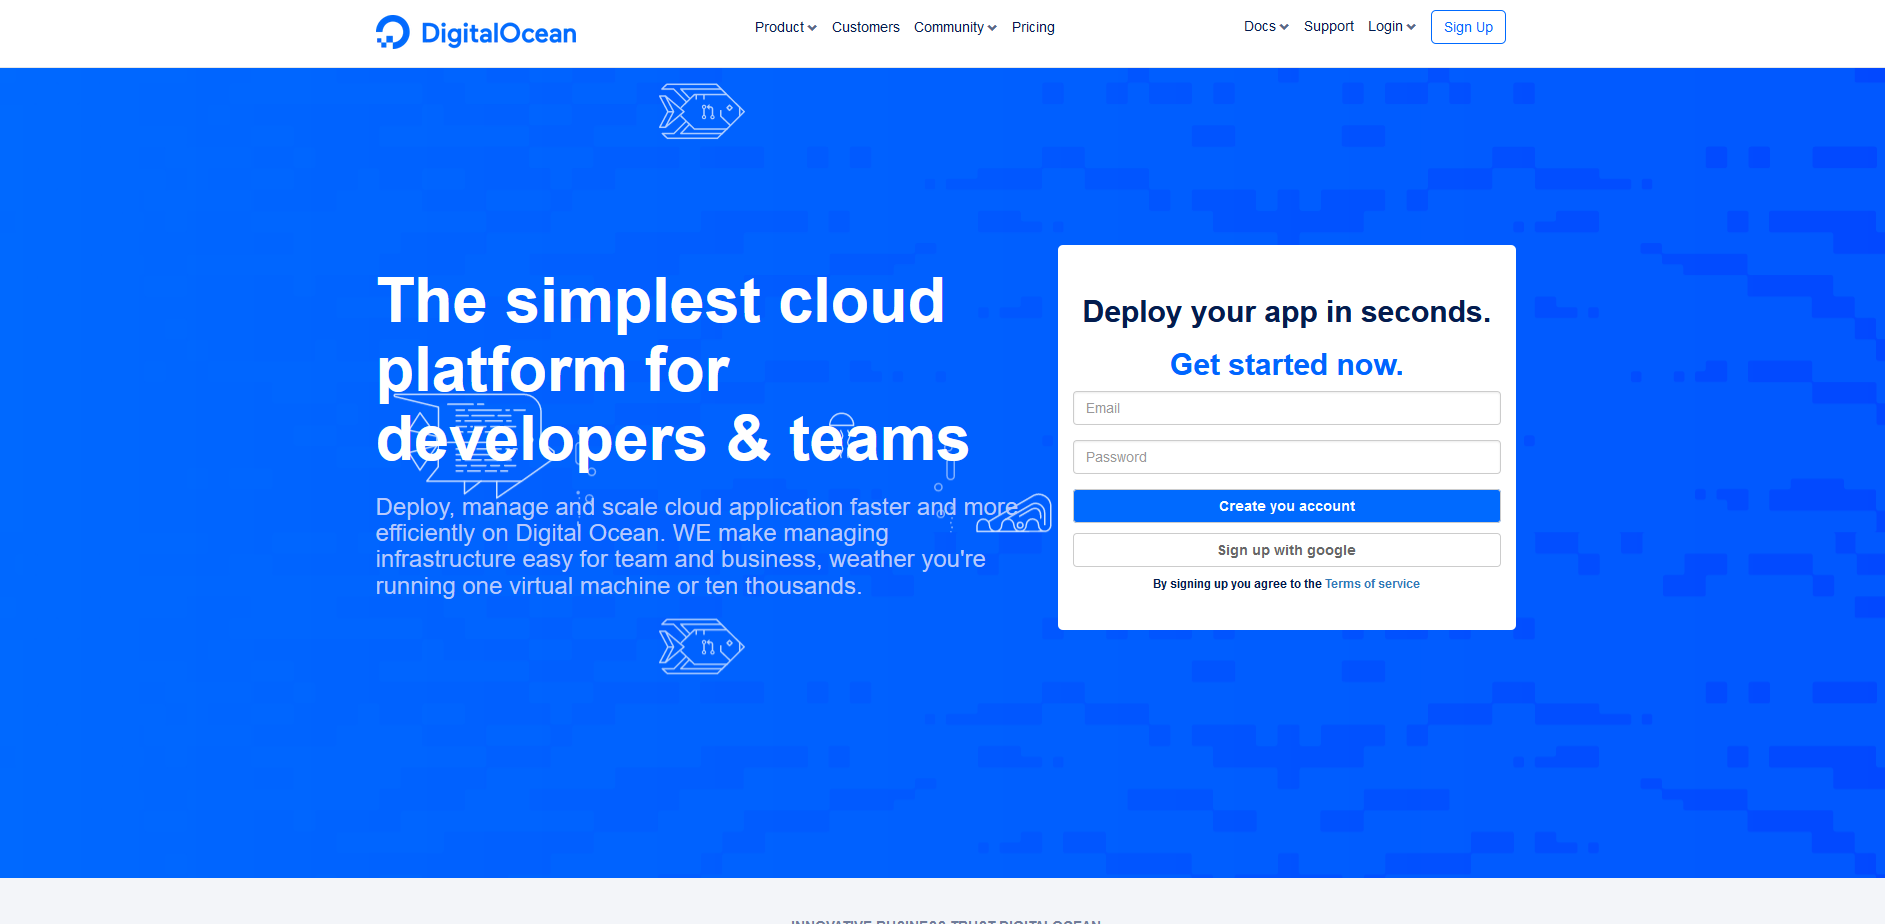 DigitalOcean
Product Customers Community Pricing
Docs Support Login Sign Up
The simplest cloud
platform for
developers & teams
Deploy, manage and scale cloud application faster and more
efficiently on Digital Ocean. WE make managing
infrastructure easy for team and business, weather you're
running one virtual machine or ten thousands.
Deploy your app in seconds.
Get started now.
Email
Password
Create you account
Sign up with google
By signing up you agree to the Terms of service
INNOVATIVE BUSINESS TRUST DIGITALOCEAN